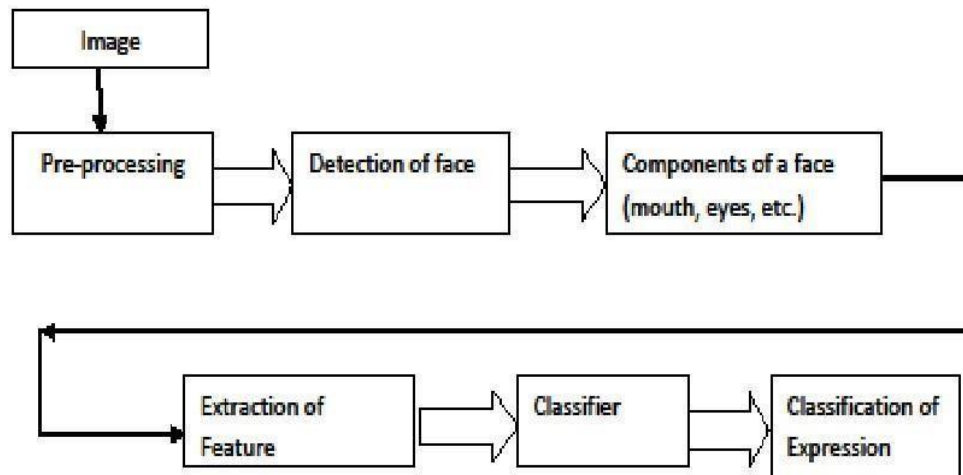 Image
Pre-processing
Detection of face
Components of a face
(mouth, eyes, etc.)
Extraction of
Feature
Classifier
Classification of
Expression